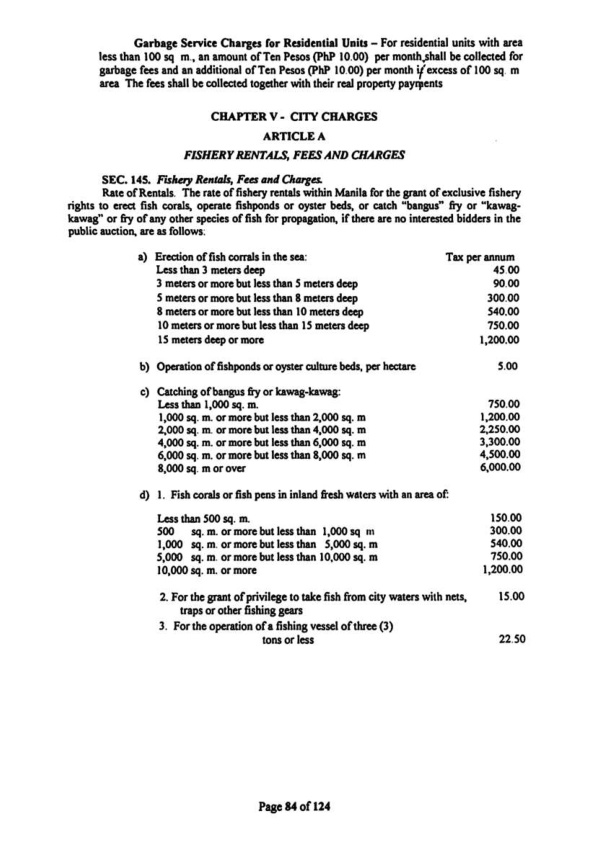 Garbage Service Charges for Residential Units – For residential units with area
less than 100 sq m., an amount of Ten Pesos (PhP 10.00) per month, shall be collected for
garbage fees and an additional of Ten Pesos (PhP 10.00) per month if excess of 100 sq. m
area The fees shall be collected together with their real property payments
CHAPTER V - CITY CHARGES
ARTICLE A
FISHERY RENTALS, FEES AND CHARGES
SEC. 145. Fishery Rentals, Fees and Charges.
Rate of Rentals. The rate of fishery rentals within Manila for the grant of exclusive fishery
rights to erect fish corals, operate fishponds or oyster beds, or catch "bangus" fry or "kawag-
kawag" or fry of any other species of fish for propagation, if there are no interested bidders in the
public auction, are as follows:
a) Erection of fish corrals in the sea: Tax per annum
Less than 3 meters deep 45.00
3 meters or more but less than 5 meters deep 90.00
5 meters or more but less than 8 meters deep 300.00
8 meters or more but less than 10 meters deep 540.00
10 meters or more but less than 15 meters deep 750.00
15 meters deep or more 1,200.00
b) Operation of fishponds or oyster culture beds, per hectare 5.00
c) Catching of bangus fry or kawag-kawag:
Less than 1,000 sq. m. 750.00
1,000 sq. m. or more but less than 2,000 sq. m 1,200.00
2,000 sq. m. or more but less than 4,000 sq. m 2,250.00
4,000 sq. m. or more but less than 6,000 sq. m 3,300.00
6,000 sq. m. or more but less than 8,000 sq. m 4,500.00
8,000 sq. m or over 6,000.00
d) 1. Fish corals or fish pens in inland fresh waters with an area of:
Less than 500 sq. m. 150.00
500 sq. m. or more but less than 1,000 sq m 300.00
1,000 sq. m. or more but less than 5,000 sq. m 540.00
5,000 sq. m. or more but less than 10,000 sq. m 750.00
10,000 sq. m. or more 1,200.00
2. For the grant of privilege to take fish from city waters with nets, 15.00
traps or other fishing gears
3. For the operation of a fishing vessel of three (3)
tons or less 22.50
Page 84 of 124